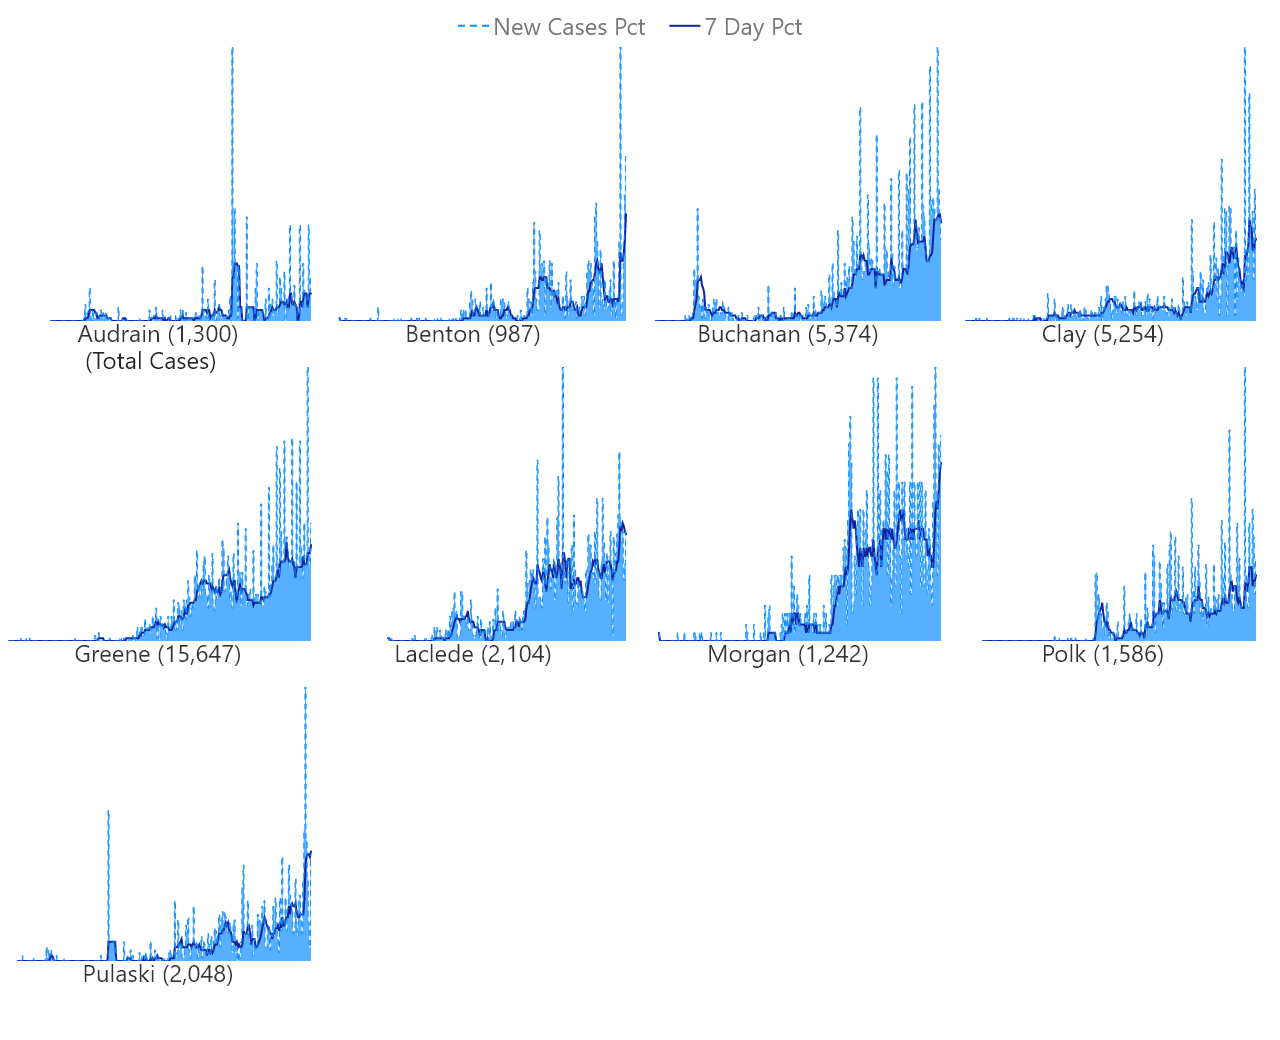 New Cases Pct 7 Day Pct
Audrain (1,300) Benton (987) Buchanan (5,374) Clay (5,254)
(Total Cases)
Greene (15,647) Laclede (2,104) Morgan (1,242) Polk (1,586)
Pulaski (2,048)